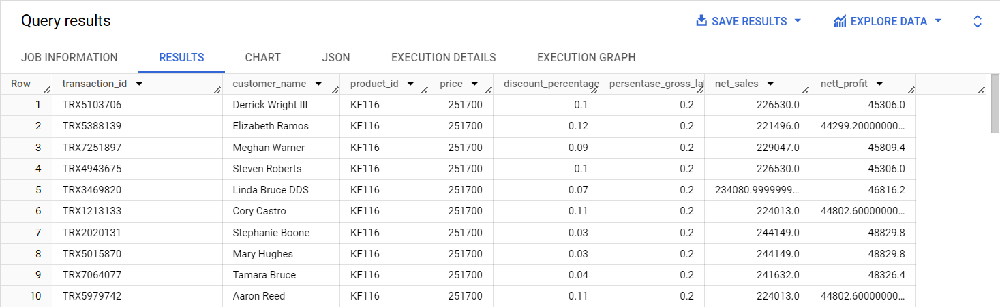 Query results SAVE RESULTS EXPLORE DATA
JOB INFORMATION RESULTS CHART JSON EXECUTION DETAILS EXECUTION GRAPH
Row transaction_id customer_name product_id price discount_percentage persentase_gross_la net_sales nett_profit
1 TRX5103706 Derrick Wright III KF116 251700 0.1 0.2 226530.0 45306.0
2 TRX5388139 Elizabeth Ramos KF116 251700 0.12 0.2 221496.0 44299.20000000...
3 TRX7251897 Meghan Warner KF116 251700 0.09 0.2 229047.0 45809.4
4 TRX4943675 Steven Roberts KF116 251700 0.1 0.2 226530.0 45306.0
5 TRX3469820 Linda Bruce DDS KF116 251700 0.07 0.2 234080.9999999... 46816.2
6 TRX1213133 Cory Castro KF116 251700 0.11 0.2 224013.0 44802.60000000...
7 TRX2020131 Stephanie Boone KF116 251700 0.03 0.2 244149.0 48829.8
8 TRX5015870 Mary Hughes KF116 251700 0.03 0.2 244149.0 48829.8
9 TRX7064077 Tamara Bruce KF116 251700 0.04 0.2 241632.0 48326.4
10 TRX5979742 Aaron Reed KF116 251700 0.11 0.2 224013.0 44802.60000000...